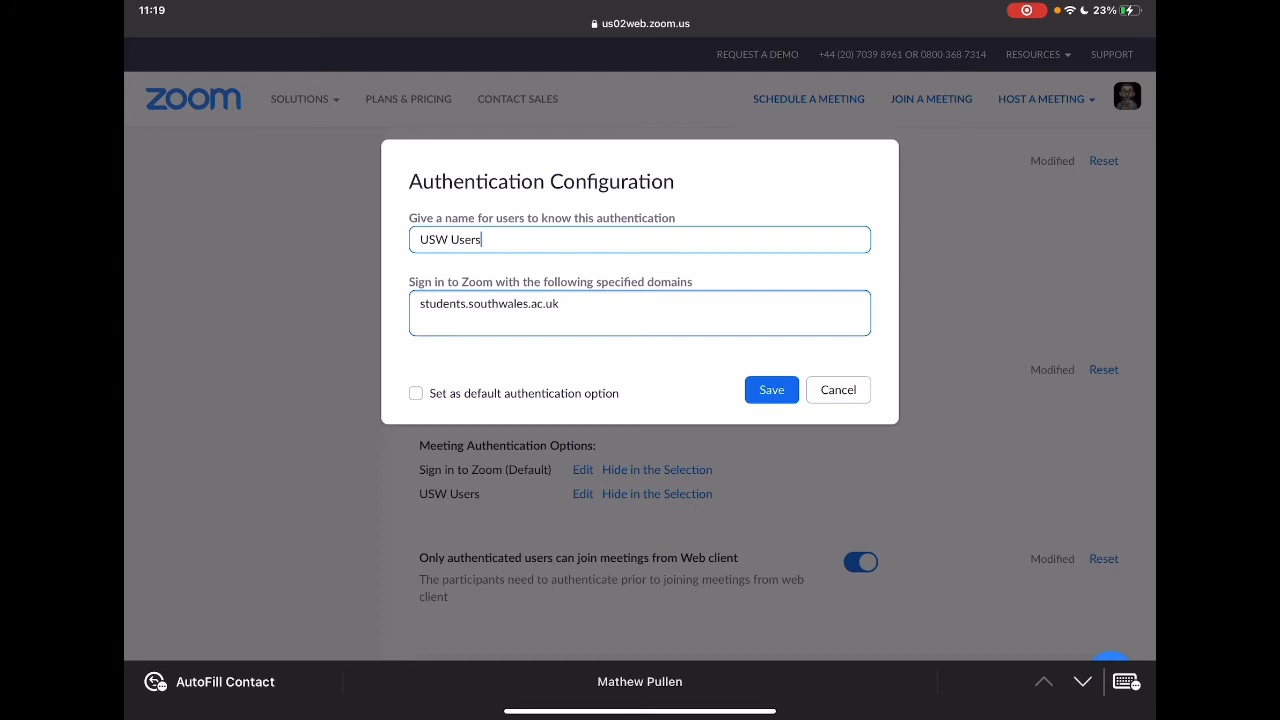 11:19
us02web.zoom.us
23%
REQUEST A DEMO
+44 (20) 7039 8961 OR 0800 368 7314
RESOURCES
SUPPORT
zoom
SOLUTIONS
PLANS & PRICING
CONTACT SALES
SCHEDULE A MEETING
JOIN A MEETING
HOST A MEETING
Modified Reset
Authentication Configuration
Give a name for users to know this authentication
USW Users
Sign in to Zoom with the following specified domains
students.southwales.ac.uk
Modified Reset
Set as default authentication option
Save
Cancel
Meeting Authentication Options:
Sign in to Zoom (Default) Edit Hide in the Selection
USW Users Edit Hide in the Selection
Only authenticated users can join meetings from Web client
Modified Reset
The participants need to authenticate prior to joining meetings from web
client
AutoFill Contact
Mathew Pullen